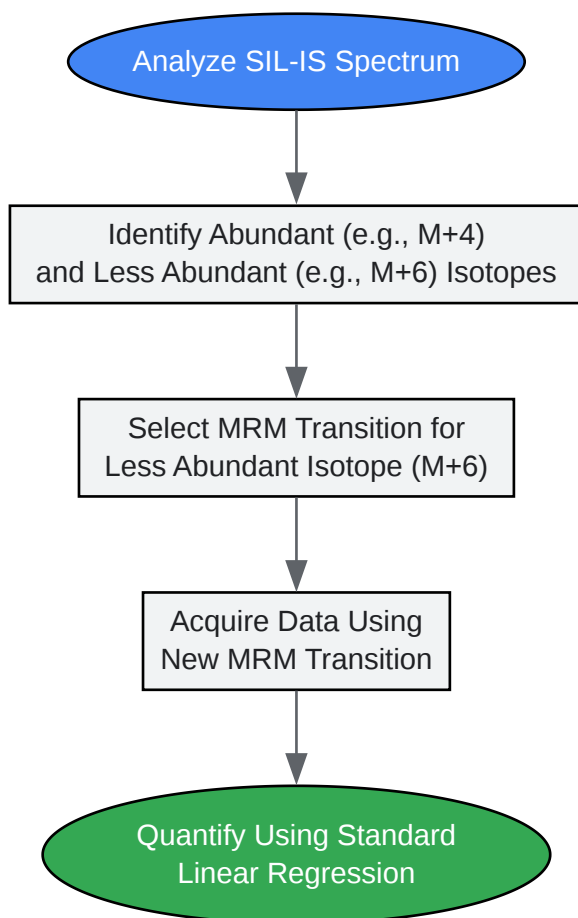 Analyze SIL-IS Spectrum
Identify Abundant (e.g., M+4)
and Less Abundant (e.g., M+6) Isotopes
Select MRM Transition for
Less Abundant Isotope (M+6)
Acquire Data Using
New MRM Transition
Quantify Using Standard
Linear Regression